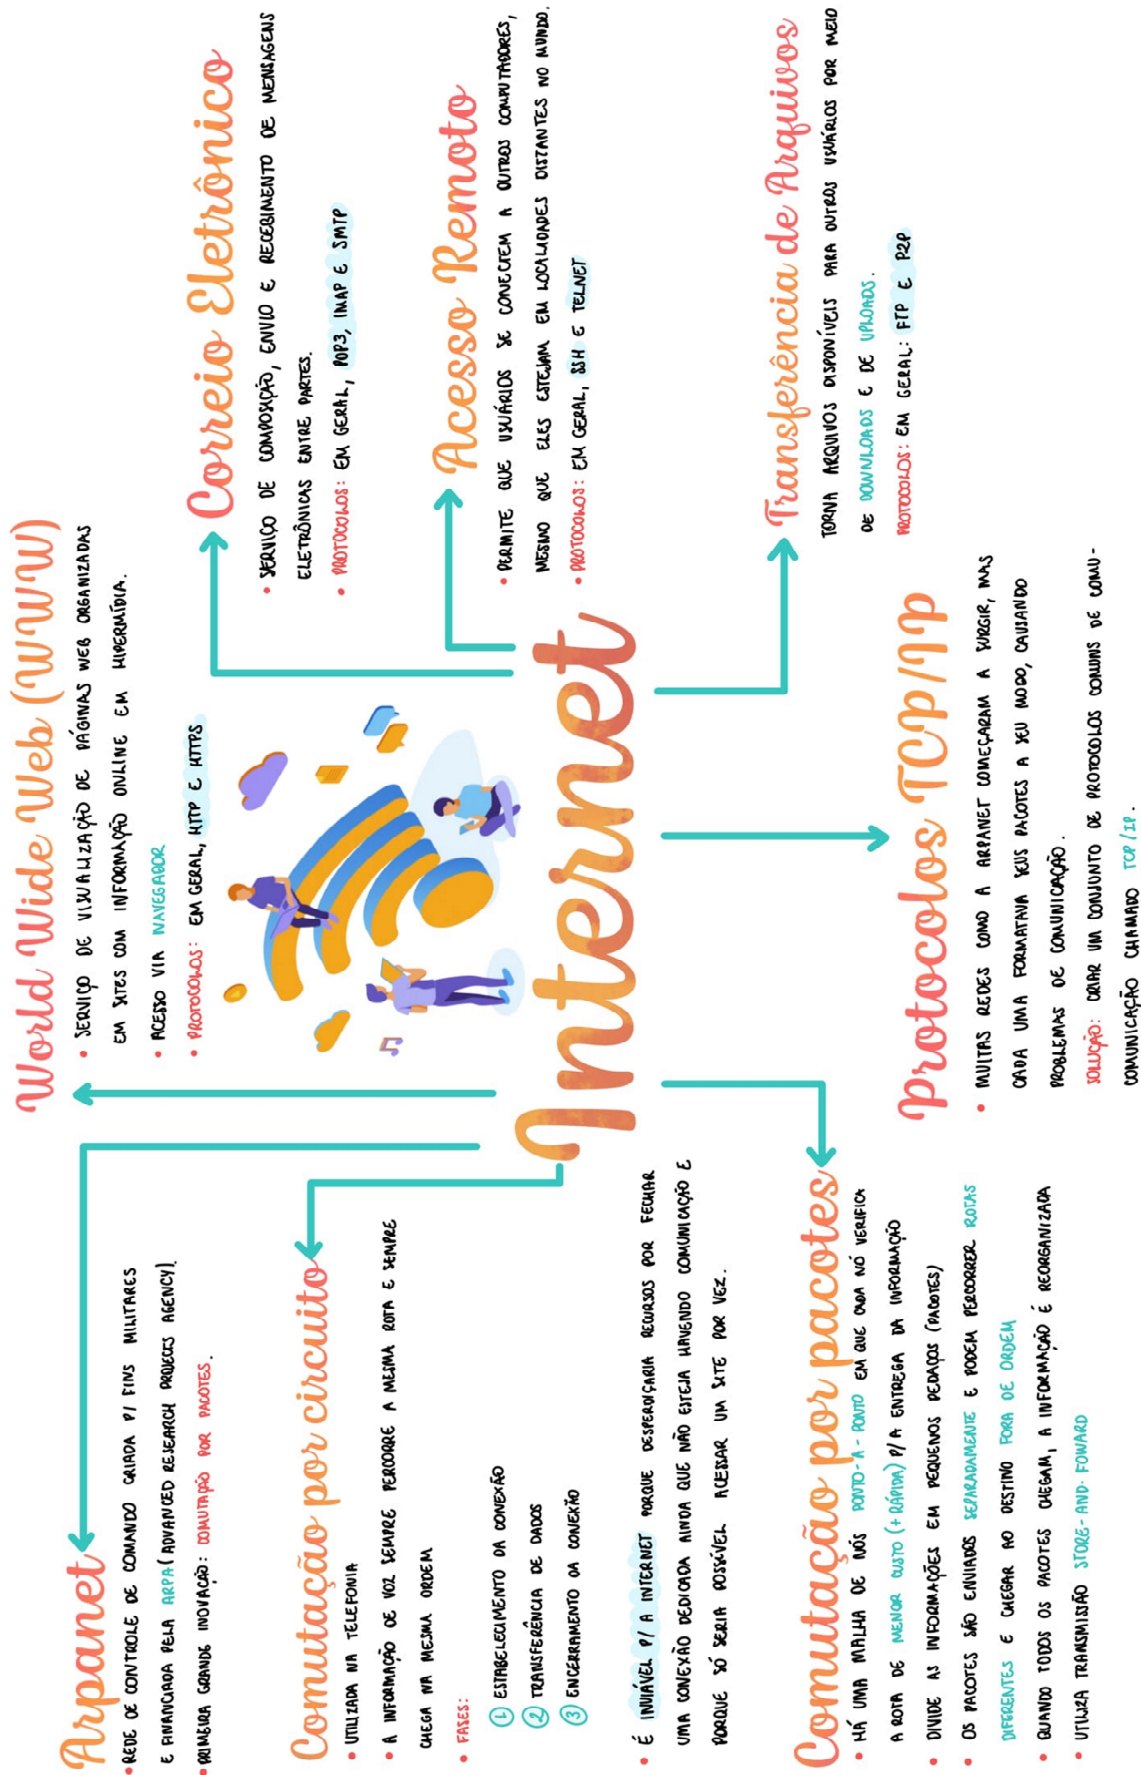 Arpanet
• REDE DE CONTROLE DE COMANDO CRIADA P/ FINS MILITARES
E FINANCIADA PELA ARPA (ADVANCED RESEARCH PROJECTS AGENCY).
• PRIMEIRA GRANDE INOVAÇÃO: COMUTAÇÃO POR PACOTES.
Comutação por circuito
• UTILIZADA NA TELEFONIA
• A INFORMAÇÃO DE VOZ SEMPRE PERCORRE A MESMA ROTA E SEMPRE
CHEGA NA MESMA ORDEM
• FASES:
1 ESTABELECIMENTO DA CONEXÃO
2 TRANSFERÊNCIA DE DADOS
3 ENCERRAMENTO DA CONEXÃO
• É INVIÁVEL P/ A INTERNET PORQUE DESPERDIÇARIA RECURSOS POR FECHAR
UMA CONEXÃO DEDICADA AINDA QUE NÃO ESTEJA HAVENDO COMUNICAÇÃO E
PORQUE SÓ SERIA POSSÍVEL ACESSAR UM SITE POR VEZ.
Comutação por pacotes
• HÁ UMA MALHA DE NÓS PONTO-A-PONTO EM QUE CADA NÓ VERIFICA
A ROTA DE MENOR CUSTO (+ RÁPIDA) P/ A ENTREGA DA INFORMAÇÃO
• DIVIDE AS INFORMAÇÕES EM PEQUENOS PEDAÇOS (PACOTES)
• OS PACOTES SÃO ENVIADOS SEPARADAMENTE E PODEM PERCORRER ROTAS
DIFERENTES E CHEGAR AO DESTINO FORA DE ORDEM
• QUANDO TODOS OS PACOTES CHEGAM, A INFORMAÇÃO É REORGANIZADA
• UTILIZA TRANSMISSÃO STORE-AND-FOWARD
World Wide Web (WWW)
• SERVIÇO DE VISUALIZAÇÃO DE PÁGINAS WEB ORGANIZADAS
EM SITES COM INFORMAÇÃO ONLINE EM HIPERMÍDIA.
• ACESSO VIA NAVEGADOR
• PROTOCOLOS: EM GERAL, HTTP E HTTPS
Internet
Protocolos TCP/IP
• MUITAS REDES COMO A ARPANET COMEÇARAM A SURGIR, MAS
CADA UMA FORMATAVA SEUS PACOTES A SEU MODO, CAUSANDO
PROBLEMAS DE COMUNICAÇÃO.
SOLUÇÃO: CRIAR UM CONJUNTO DE PROTOCOLOS COMUNS DE COMU-
COMUNICAÇÃO CHAMADO TCP/IP.
Correio Eletrônico
• SERVIÇO DE COMPOSIÇÃO, ENVIO E RECEBIMENTO DE MENSAGENS
ELETRÔNICAS ENTRE PARTES.
• PROTOCOLOS: EM GERAL, POP3, IMAP E SMTP
Acesso Remoto
• PERMITE QUE USUÁRIOS SE CONECTEM A OUTROS COMPUTADORES,
MESMO QUE ELES ESTEJAM EM LOCALIDADES DISTANTES NO MUNDO.
• PROTOCOLOS: EM GERAL, SSH E TELNET
Transferência de Arquivos
TORNA ARQUIVOS DISPONÍVEIS PARA OUTROS USUÁRIOS POR MEIO
DE DOWNLOADS E DE UPLOADS.
PROTOCOLOS: EM GERAL: FTP E P2P